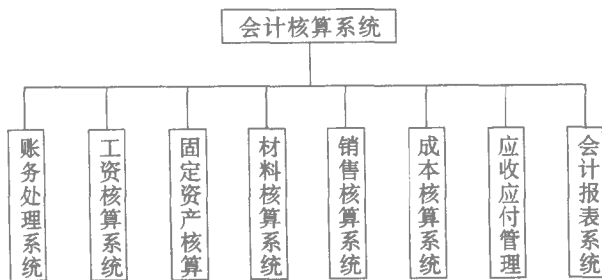 会计核算系统
账务处理系统
工资核算系统
固定资产核算
材料核算系统
销售核算系统
成本核算系统
应收应付管理
会计报表系统